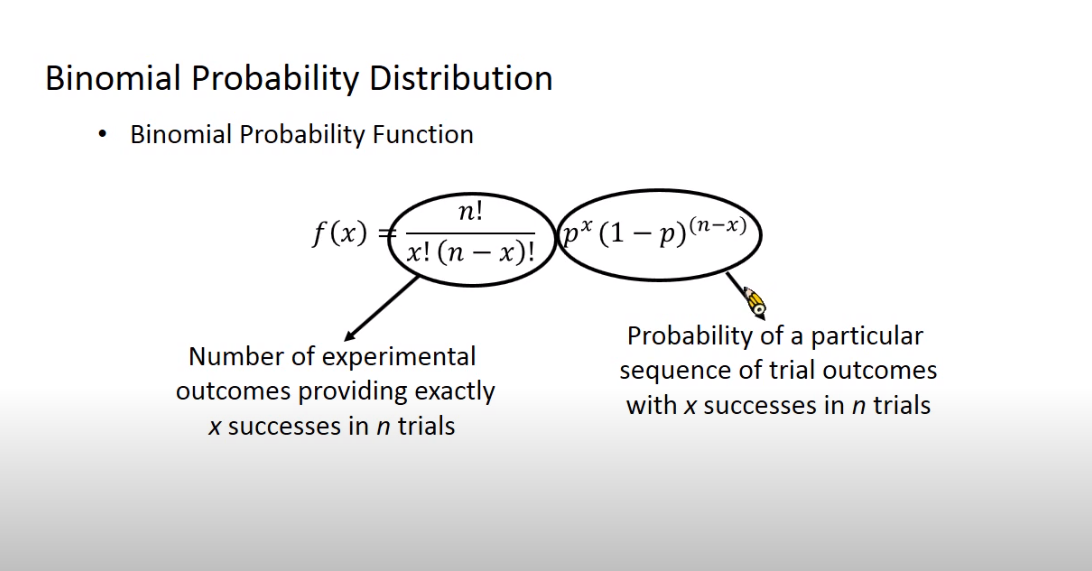 Binomial Probability Distribution
• Binomial Probability Function
f(x) = n! / x! (n − x)! p^x (1 − p)^(n−x)
Number of experimental
outcomes providing exactly
x successes in n trials
Probability of a particular
sequence of trial outcomes
with x successes in n trials